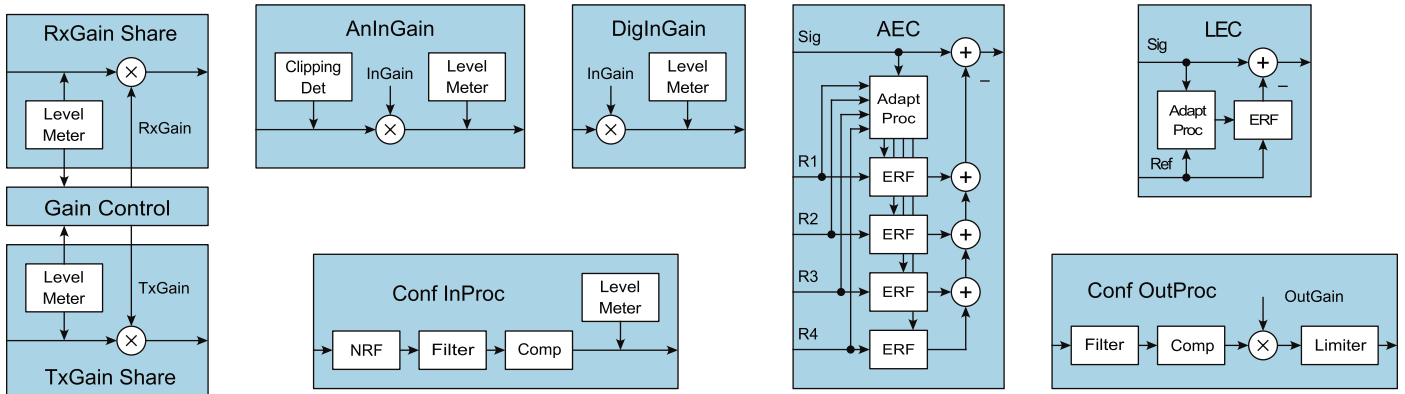 RxGain Share
×
Level
Meter
RxGain
Gain Control
Level
Meter
TxGain
×
TxGain Share
AnInGain
Clipping
Det
InGain
Level
Meter
×
DigInGain
InGain
Level
Meter
×
Conf InProc
Level
Meter
NRF
Filter
Comp
AEC
Sig
+
–
Adapt
Proc
R1
ERF
+
R2
ERF
+
R3
ERF
+
R4
ERF
LEC
Sig
+
–
Adapt
Proc
ERF
Ref
Conf OutProc
OutGain
Filter
Comp
×
Limiter